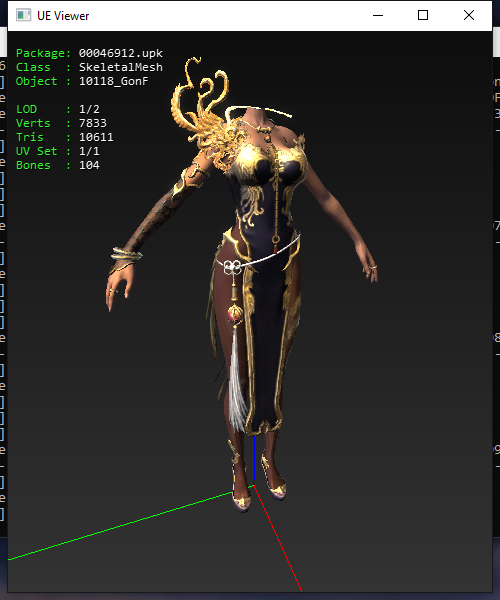 UE Viewer
Package: 00046912.upk
Class  : SkeletalMesh
Object : 10118_GonF
LOD    : 1/2
Verts  : 7833
Tris   : 10611
UV Set : 1/1
Bones  : 104